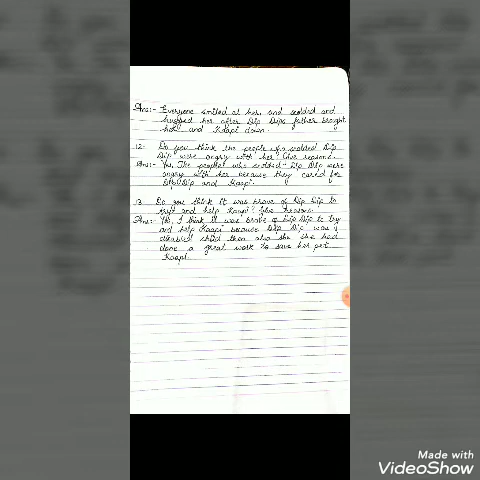 Ans:- Everyone smiled at her, and scolded and
hugged her after Dip Dip's father brought
her and Kaapi down.
12- Do you think the people who scolded Dip
Dip were angry with her? Give reasons.
Ans:- Yes, The people who scolded Dip Dip were
angry with her because they cared for
Dip Dip and Kaapi.
13 Do you think it was brave of Dip Dip to
try and help Kaapi? Give reasons.
Ans:- Yes, I think it was brave of Dip Dip to try
and help Kaapi because Dip Dip was a
disabled child then also she she had
done a great work to save her pet
Kaapi.
Made with
VideoShow